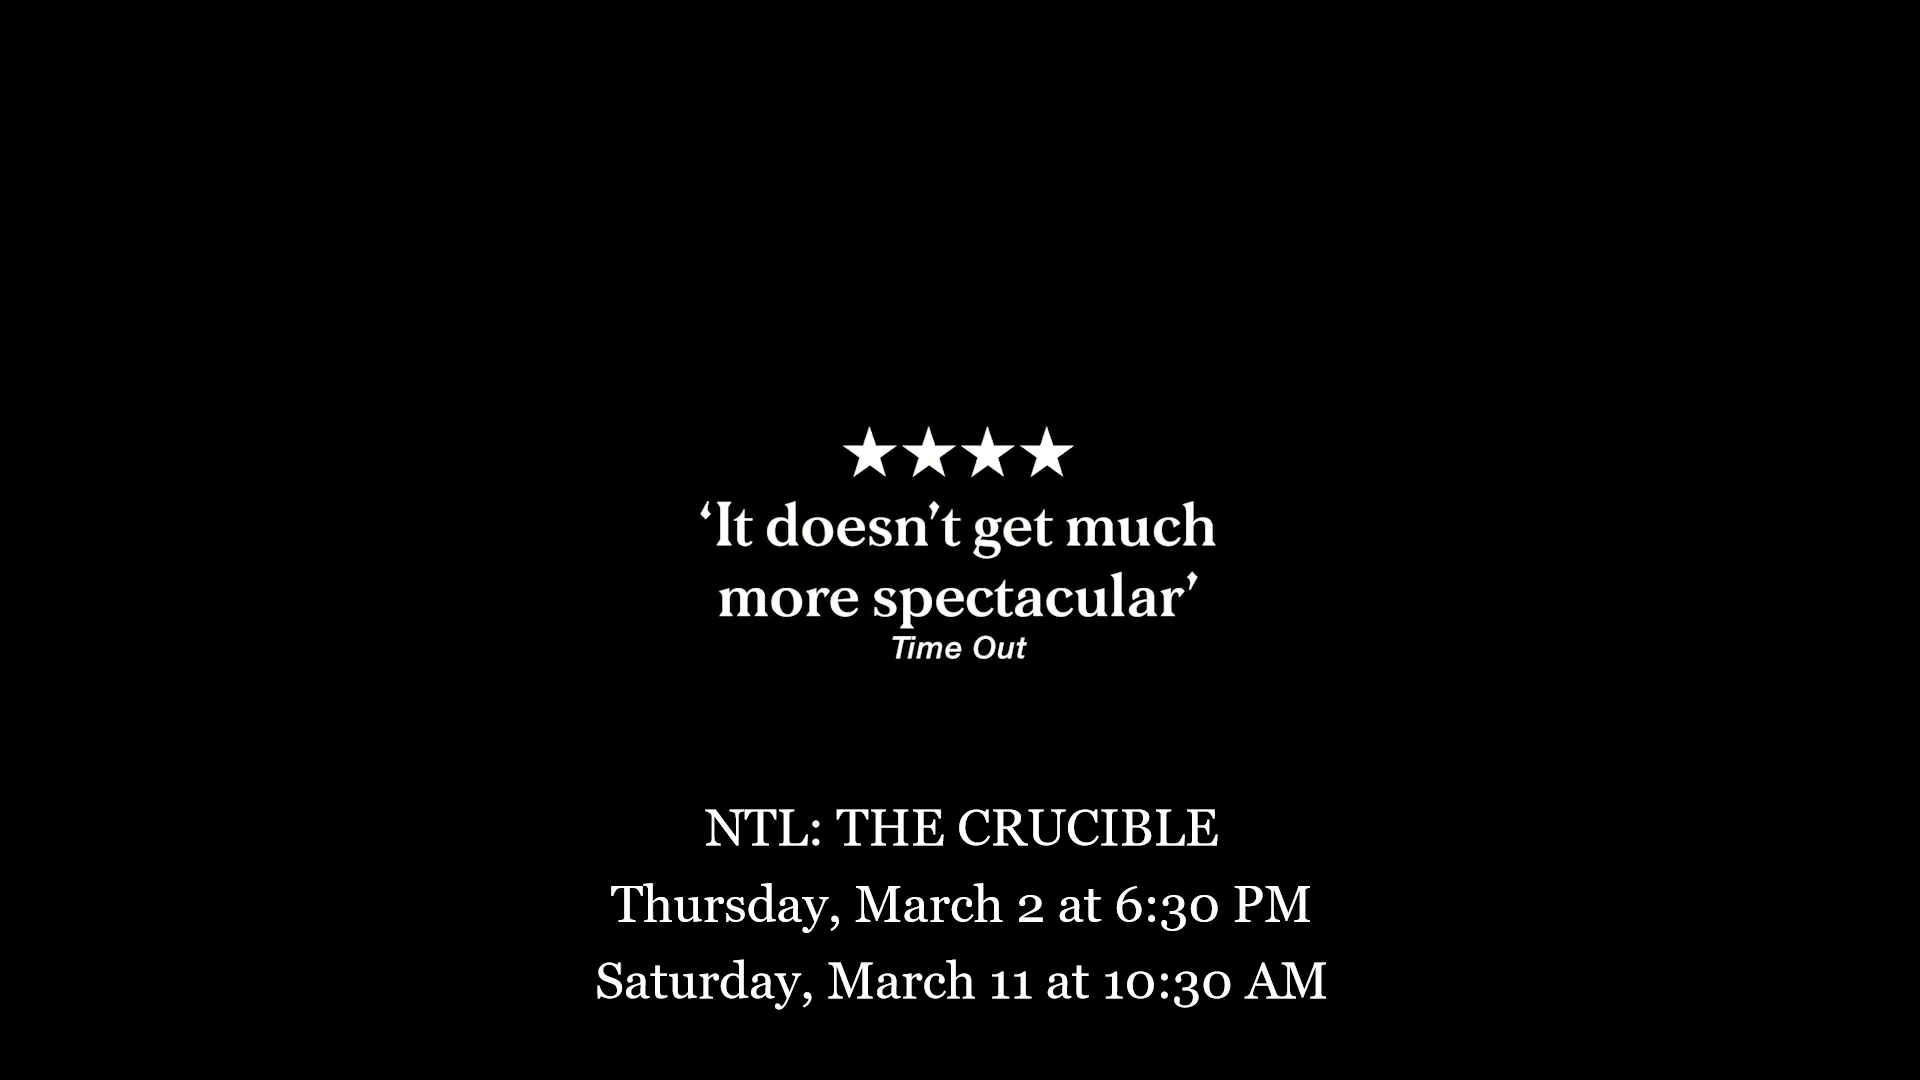 ★★★★
‘It doesn’t get much
more spectacular’
Time Out
NTL: THE CRUCIBLE
Thursday, March 2 at 6:30 PM
Saturday, March 11 at 10:30 AM